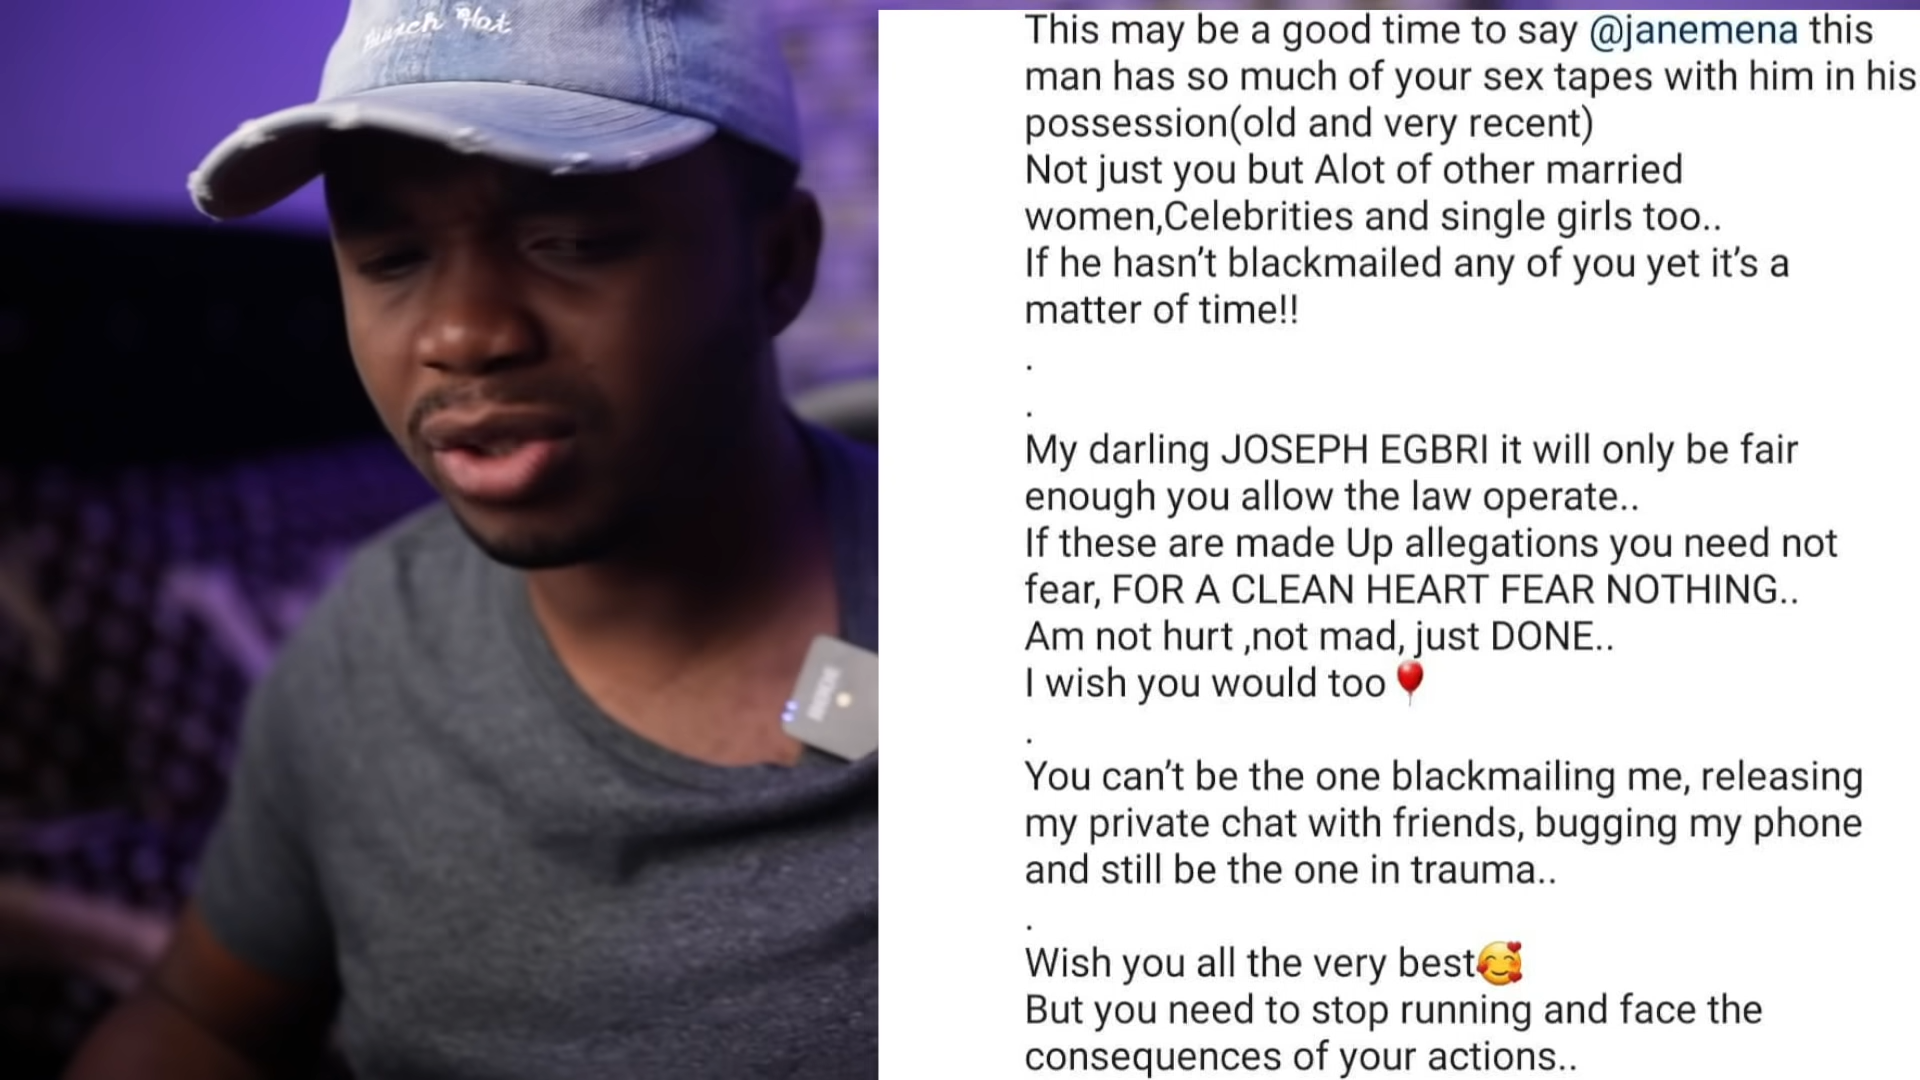 This may be a good time to say @janemena this
man has so much of your sex tapes with him in his
possession(old and very recent)
Not just you but Alot of other married
women,Celebrities and single girls too..
If he hasn't blackmailed any of you yet it's a
matter of time!!
.
.
My darling JOSEPH EGBRI it will only be fair
enough you allow the law operate..
If these are made Up allegations you need not
fear, FOR A CLEAN HEART FEAR NOTHING..
Am not hurt ,not mad, just DONE..
I wish you would too🎈
.
You can't be the one blackmailing me, releasing
my private chat with friends, bugging my phone
and still be the one in trauma..
.
Wish you all the very best🥰
But you need to stop running and face the
consequences of your actions..